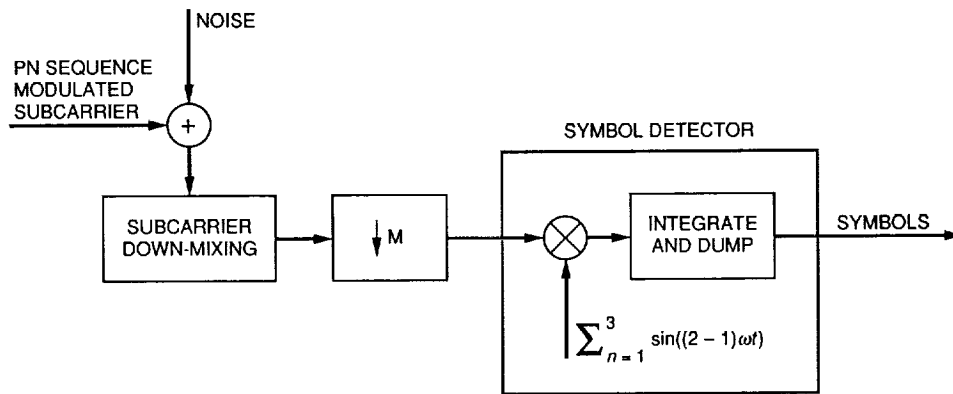 NOISE
PN SEQUENCE
MODULATED
SUBCARRIER
+
SYMBOL DETECTOR
SUBCARRIER
DOWN-MIXING
↓ M
INTEGRATE
AND DUMP
SYMBOLS
∑ 3 n = 1 sin((2 − 1)ωt)